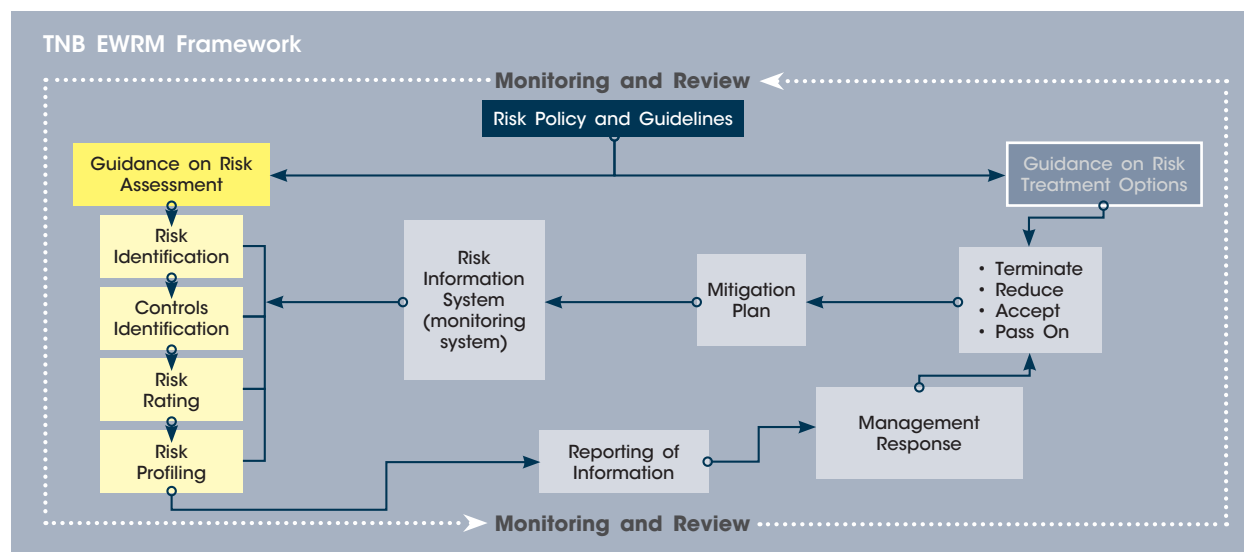 TNB EWRM Framework
Monitoring and Review
Risk Policy and Guidelines
Guidance on Risk
Assessment
Guidance on Risk
Treatment Options
Risk
Identification
Controls
Identification
Risk
Rating
Risk
Profiling
Risk
Information
System
(monitoring
system)
Mitigation
Plan
• Terminate
• Reduce
• Accept
• Pass On
Reporting of
Information
Management
Response
Monitoring and Review